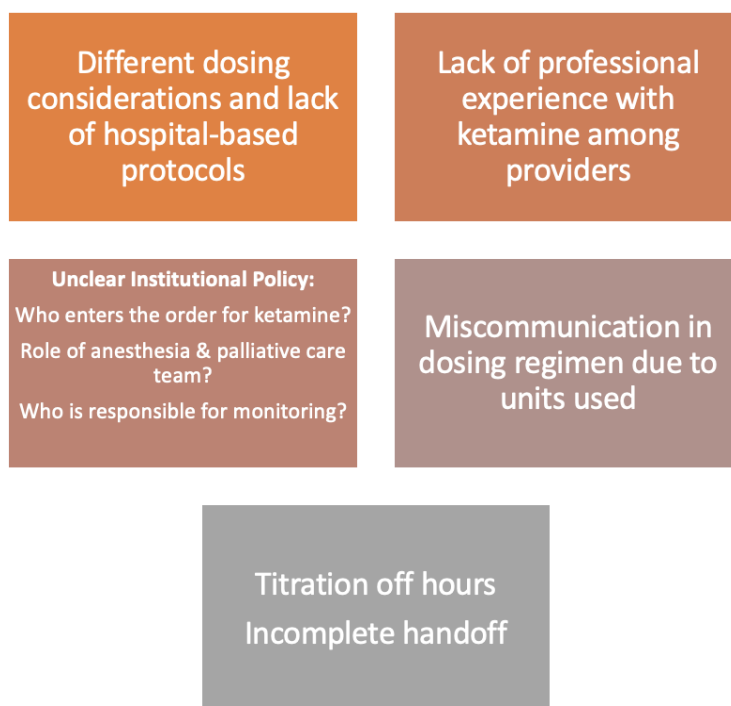 Different dosing
considerations and lack
of hospital-based
protocols
Lack of professional
experience with
ketamine among
providers
Unclear Institutional Policy:
Who enters the order for ketamine?
Role of anesthesia & palliative care
team?
Who is responsible for monitoring?
Miscommunication in
dosing regimen due to
units used
Titration off hours
Incomplete handoff